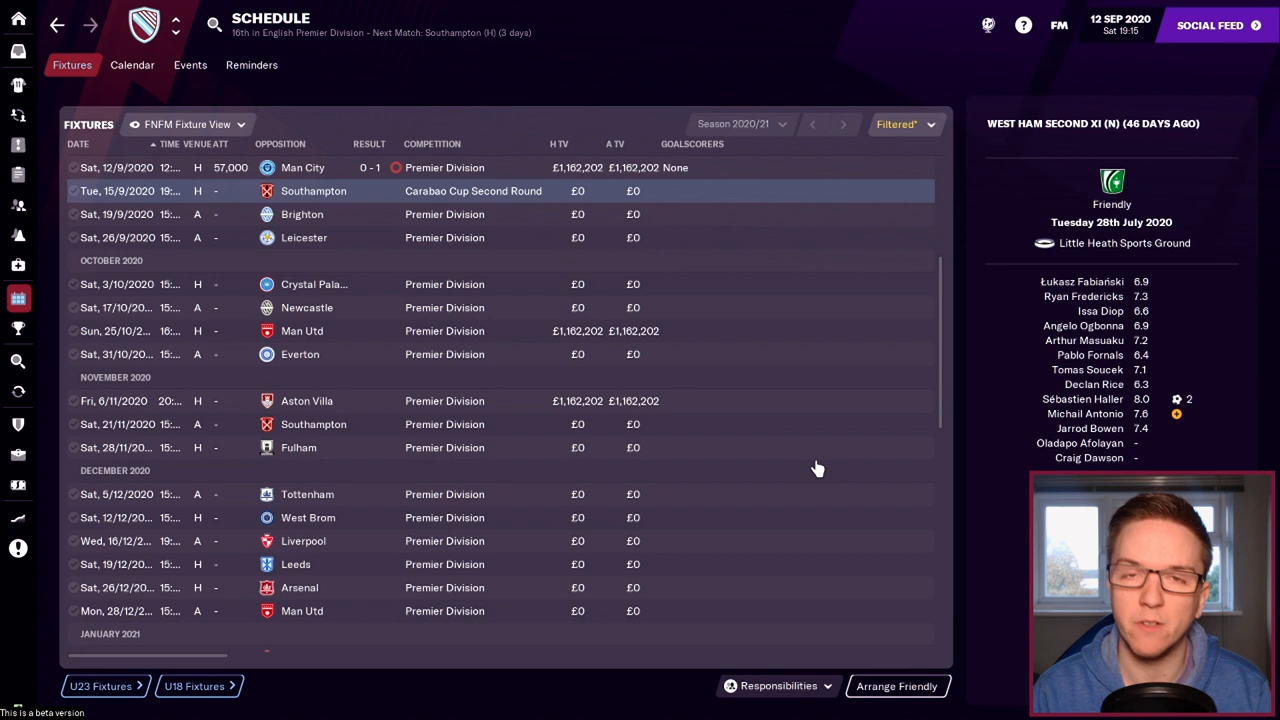 SCHEDULE
16th in English Premier Division - Next Match: Southampton (H) (3 days)
FM
12 SEP 2020
Sat 19:15
SOCIAL FEED
Fixtures Calendar Events Reminders
FIXTURES FNFM Fixture View Season 2020/21 Filtered*
DATE TIME VENUE ATT OPPOSITION RESULT COMPETITION H TV A TV GOALSCORERS
Sat, 12/9/2020 12:... H 57,000 Man City 0 - 1 Premier Division £1,162,202 £1,162,202 None
Tue, 15/9/2020 19:... H - Southampton Carabao Cup Second Round £0 £0
Sat, 19/9/2020 15:... A - Brighton Premier Division £0 £0
Sat, 26/9/2020 15:... A - Leicester Premier Division £0 £0
OCTOBER 2020
Sat, 3/10/2020 15:... H - Crystal Pala... Premier Division £0 £0
Sat, 17/10/20... 15:... A - Newcastle Premier Division £0 £0
Sun, 25/10/2... 16:... H - Man Utd Premier Division £1,162,202 £1,162,202
Sat, 31/10/20... 15:... A - Everton Premier Division £0 £0
NOVEMBER 2020
Fri, 6/11/2020 20:... H - Aston Villa Premier Division £1,162,202 £1,162,202
Sat, 21/11/2020 15:... A - Southampton Premier Division £0 £0
Sat, 28/11/20... 15:... H - Fulham Premier Division £0 £0
DECEMBER 2020
Sat, 5/12/2020 15:... A - Tottenham Premier Division £0 £0
Sat, 12/12/20... 15:... H - West Brom Premier Division £0 £0
Wed, 16/12/2... 19:... A - Liverpool Premier Division £0 £0
Sat, 19/12/20... 15:... H - Leeds Premier Division £0 £0
Sat, 26/12/20... 15:... H - Arsenal Premier Division £0 £0
Mon, 28/12/2... 15:... A - Man Utd Premier Division £0 £0
JANUARY 2021
U23 Fixtures U18 Fixtures Responsibilities Arrange Friendly
This is a beta version
WEST HAM SECOND XI (N) (46 DAYS AGO)
Friendly
Tuesday 28th July 2020
Little Heath Sports Ground
Łukasz Fabiański 6.9
Ryan Fredericks 7.3
Issa Diop 6.6
Angelo Ogbonna 6.9
Arthur Masuaku 7.2
Pablo Fornals 6.4
Tomas Soucek 7.1
Declan Rice 6.3
Sébastien Haller 8.0 2
Michail Antonio 7.6
Jarrod Bowen 7.4
Oladapo Afolayan -
Craig Dawson -